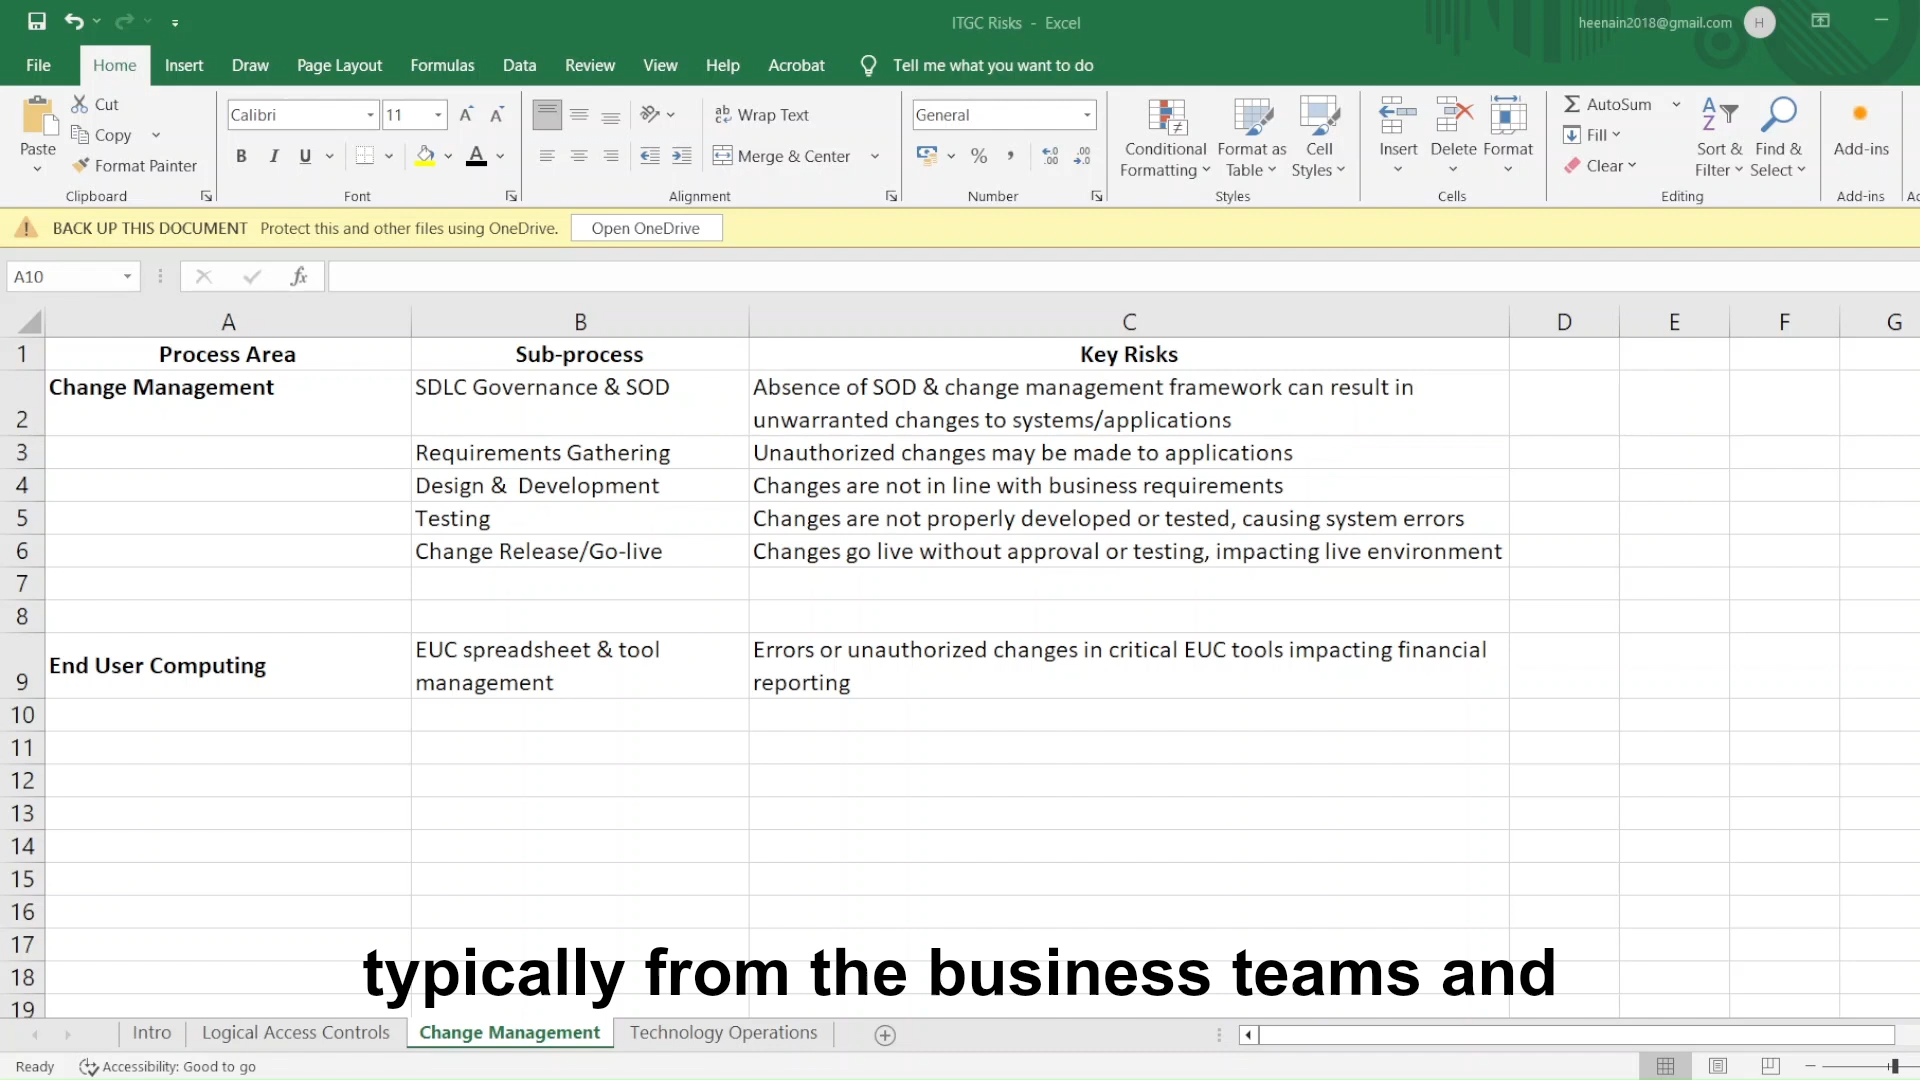 ITGC Risks - Excel
heenain2018@gmail.com
H
File Home Insert Draw Page Layout Formulas Data Review View Help Acrobat Tell me what you want to do
Paste
Cut
Copy
Format Painter
Clipboard
Calibri 11
B I U
Font
Wrap Text
Merge & Center
Alignment
General
Number
Conditional Formatting
Format as Table
Cell Styles
Styles
Insert
Delete
Format
Cells
AutoSum
Fill
Clear
Sort & Filter
Find & Select
Editing
Add-ins
Add-ins
BACK UP THIS DOCUMENT Protect this and other files using OneDrive. Open OneDrive
A10
fx
A B C D E F G
1 Process Area Sub-process Key Risks
2 Change Management SDLC Governance & SOD Absence of SOD & change management framework can result in
unwarranted changes to systems/applications
3 Requirements Gathering Unauthorized changes may be made to applications
4 Design & Development Changes are not in line with business requirements
5 Testing Changes are not properly developed or tested, causing system errors
6 Change Release/Go-live Changes go live without approval or testing, impacting live environment
7
8
9 End User Computing EUC spreadsheet & tool Errors or unauthorized changes in critical EUC tools impacting financial
management reporting
10
11
12
13
14
15
16
17
18
19
typically from the business teams and
Intro Logical Access Controls Change Management Technology Operations
Ready Accessibility: Good to go